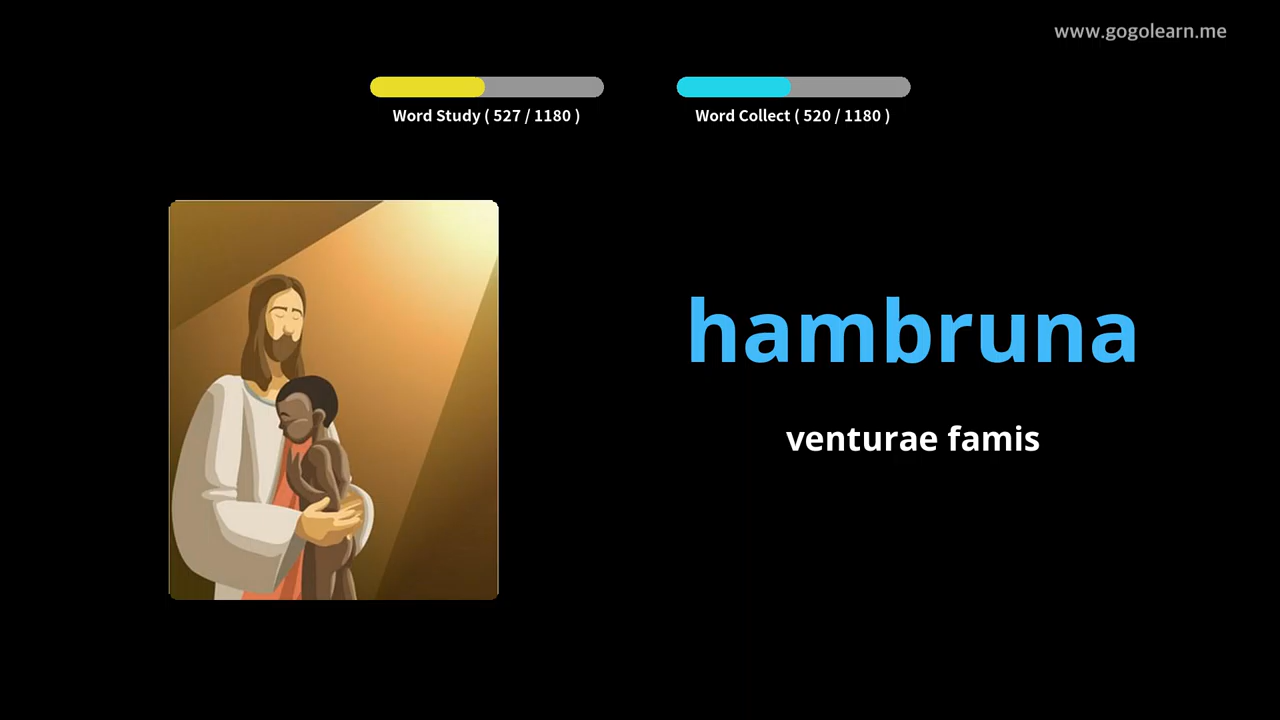 www.gogolearn.me
Word Study ( 527 / 1180 )
Word Collect ( 520 / 1180 )
hambruna
venturae famis